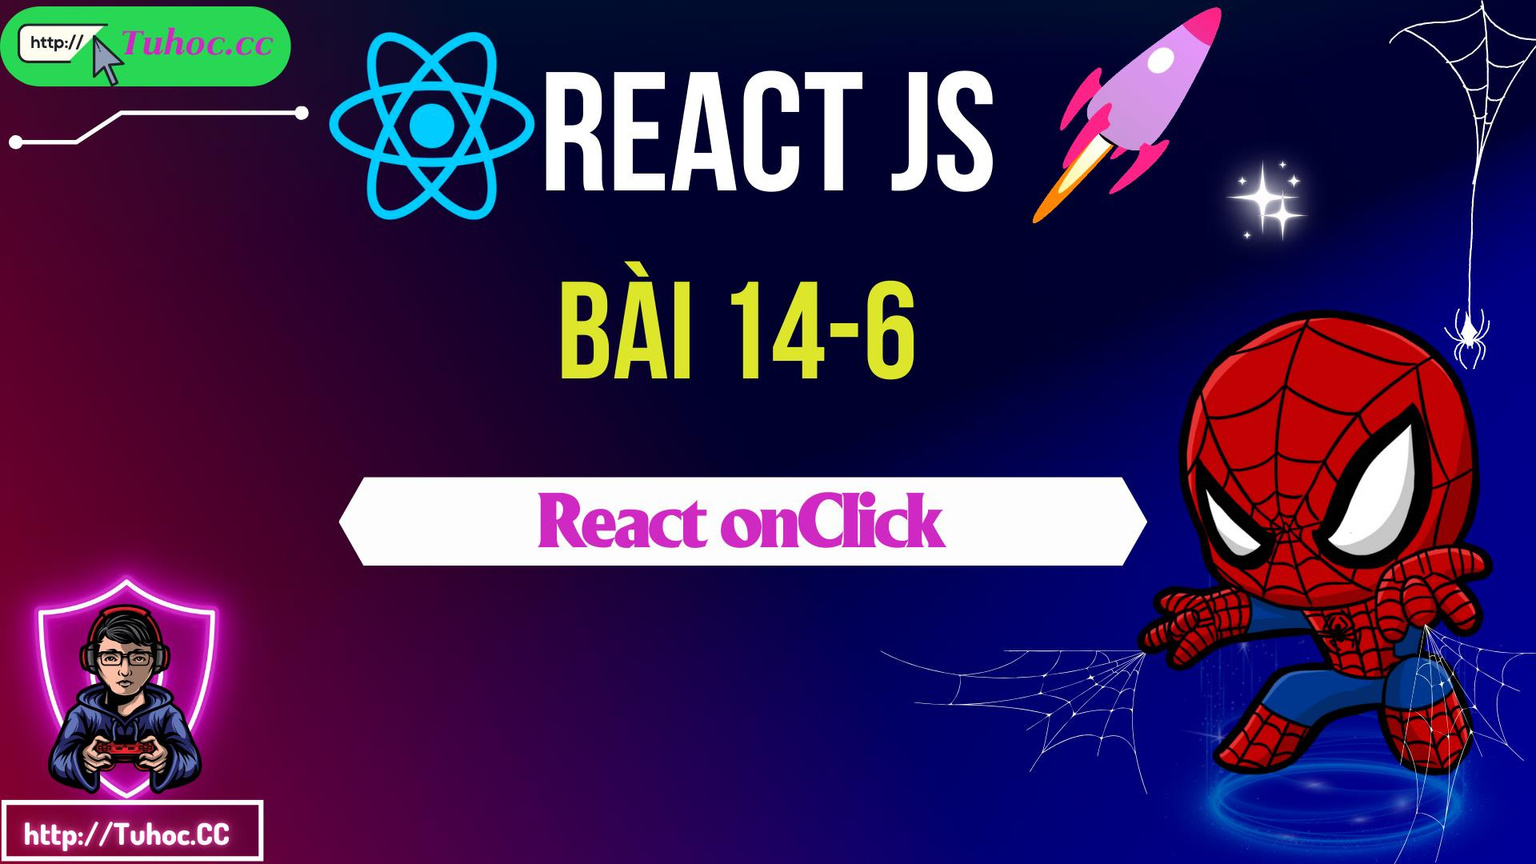 http://
Tuhoc.cc
REACT JS
BÀI 14-6
React onClick
http://Tuhoc.CC